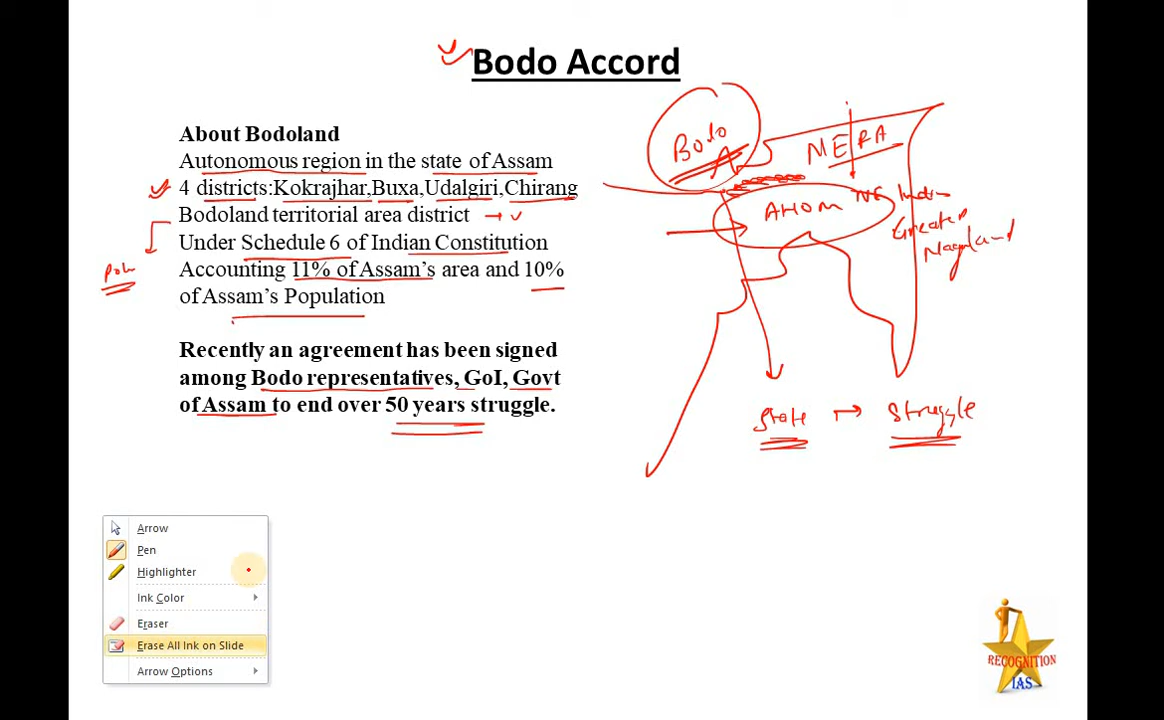 Bodo Accord
About Bodoland
Autonomous region in the state of Assam
4 districts:Kokrajhar,Buxa,Udalgiri,Chirang
Bodoland territorial area district
Under Schedule 6 of Indian Constitution
Accounting 11% of Assam's area and 10%
of Assam's Population
Recently an agreement has been signed
among Bodo representatives, GoI, Govt
of Assam to end over 50 years struggle.
Bodo
A
NEFA
AHOM
Greater
Nagaland
State → Struggle
Arrow
Pen
Highlighter
Ink Color
Eraser
Erase All Ink on Slide
Arrow Options
RECOGNITION
IAS